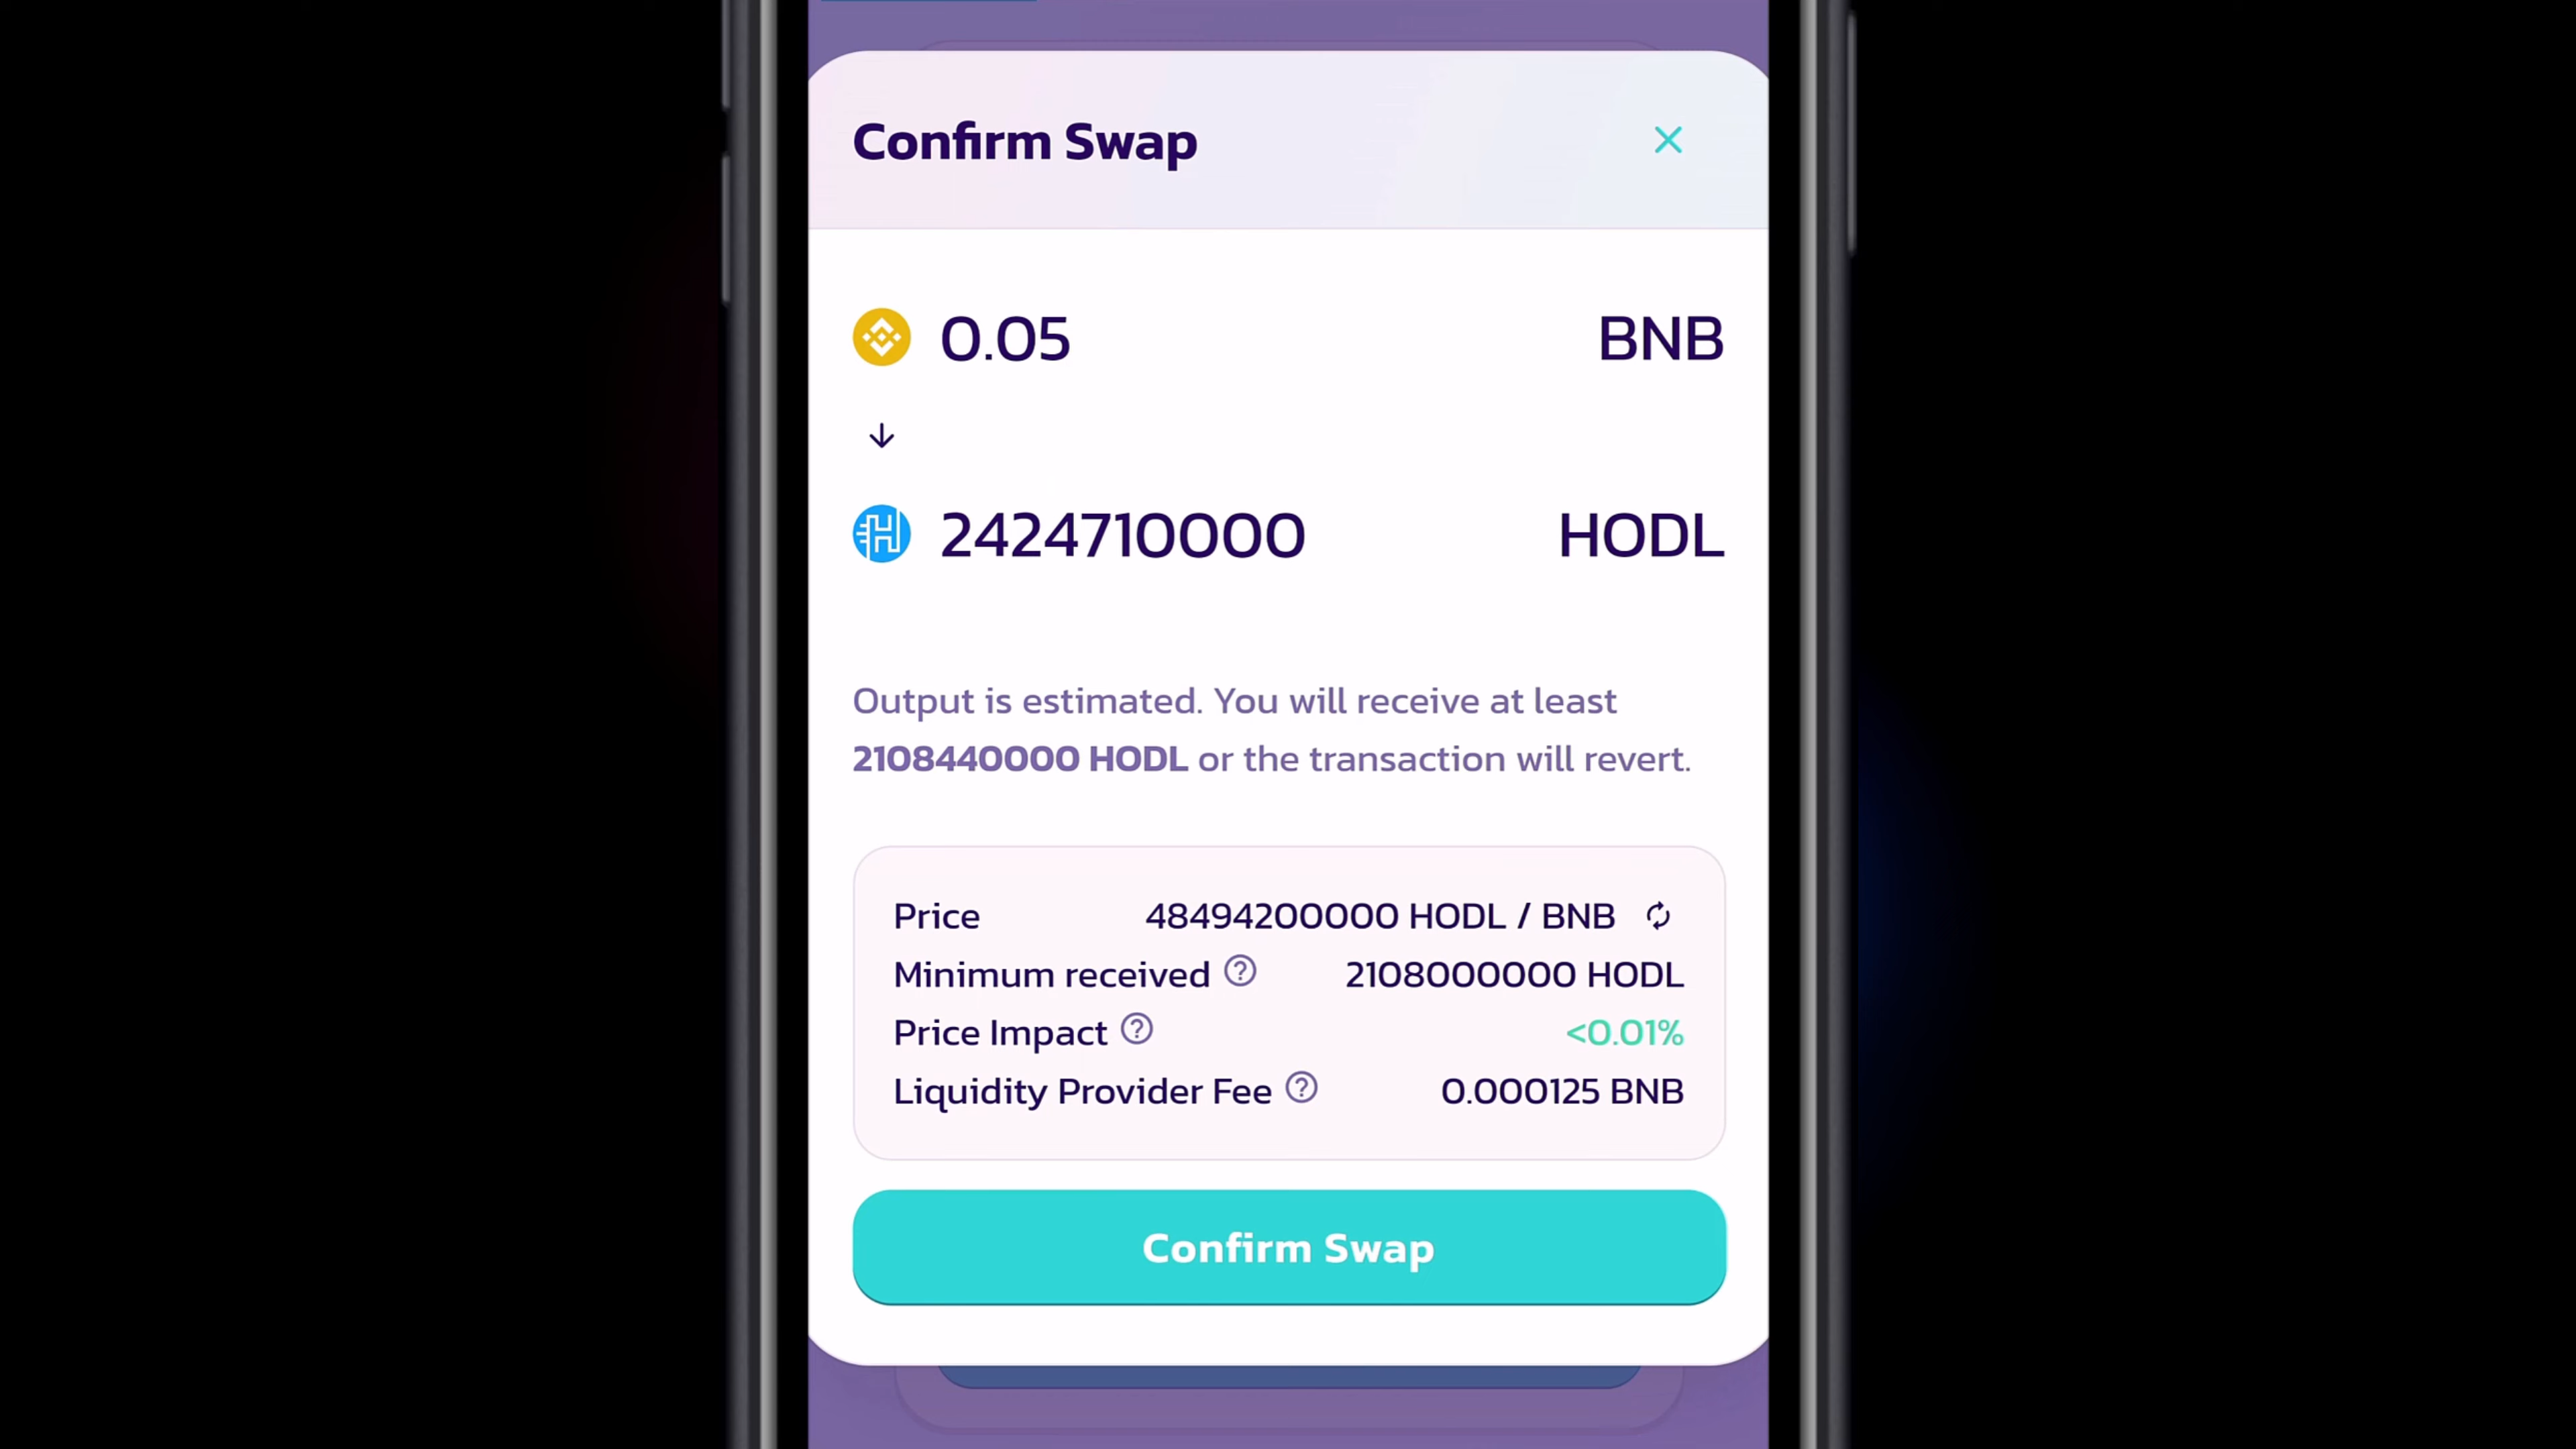 Confirm Swap
0.05 BNB
2424710000 HODL
Output is estimated. You will receive at least
2108440000 HODL or the transaction will revert.
Price 48494200000 HODL / BNB
Minimum received 2108000000 HODL
Price Impact <0.01%
Liquidity Provider Fee 0.000125 BNB
Confirm Swap